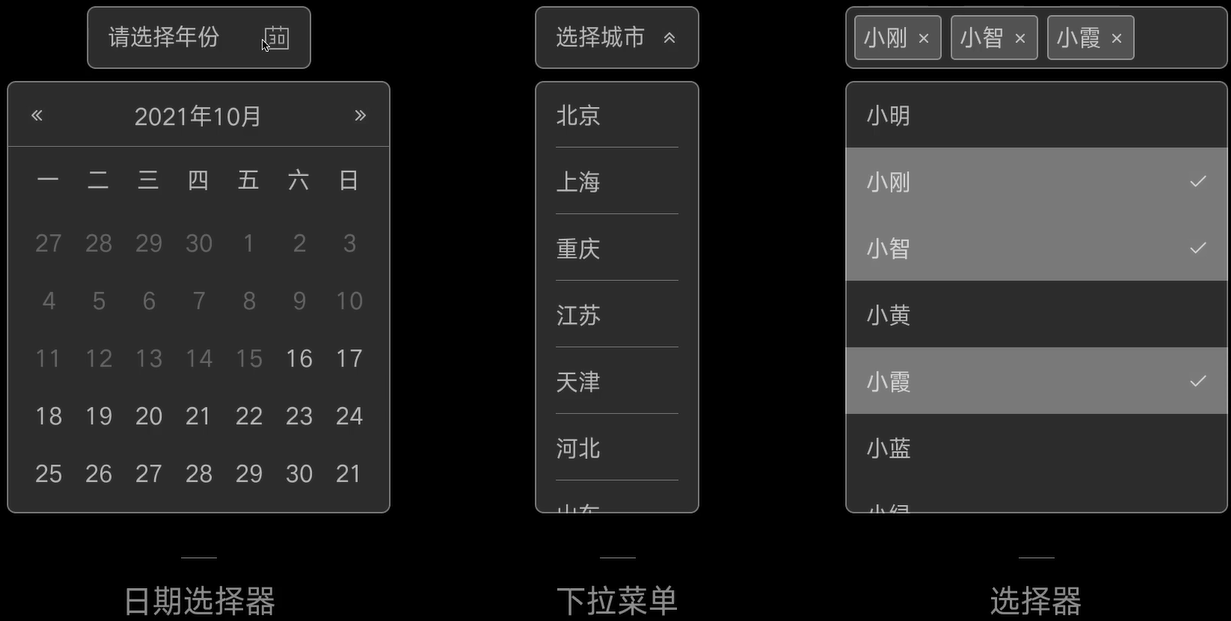 请选择年份
30
«
2021年10月
»
一 二 三 四 五 六 日
27 28 29 30 1 2 3
4 5 6 7 8 9 10
11 12 13 14 15 16 17
18 19 20 21 22 23 24
25 26 27 28 29 30 21
日期选择器
选择城市
北京
上海
重庆
江苏
天津
河北
山东
下拉菜单
小刚 × 小智 × 小霞 ×
小明
小刚
小智
小黄
小霞
小蓝
小绿
选择器